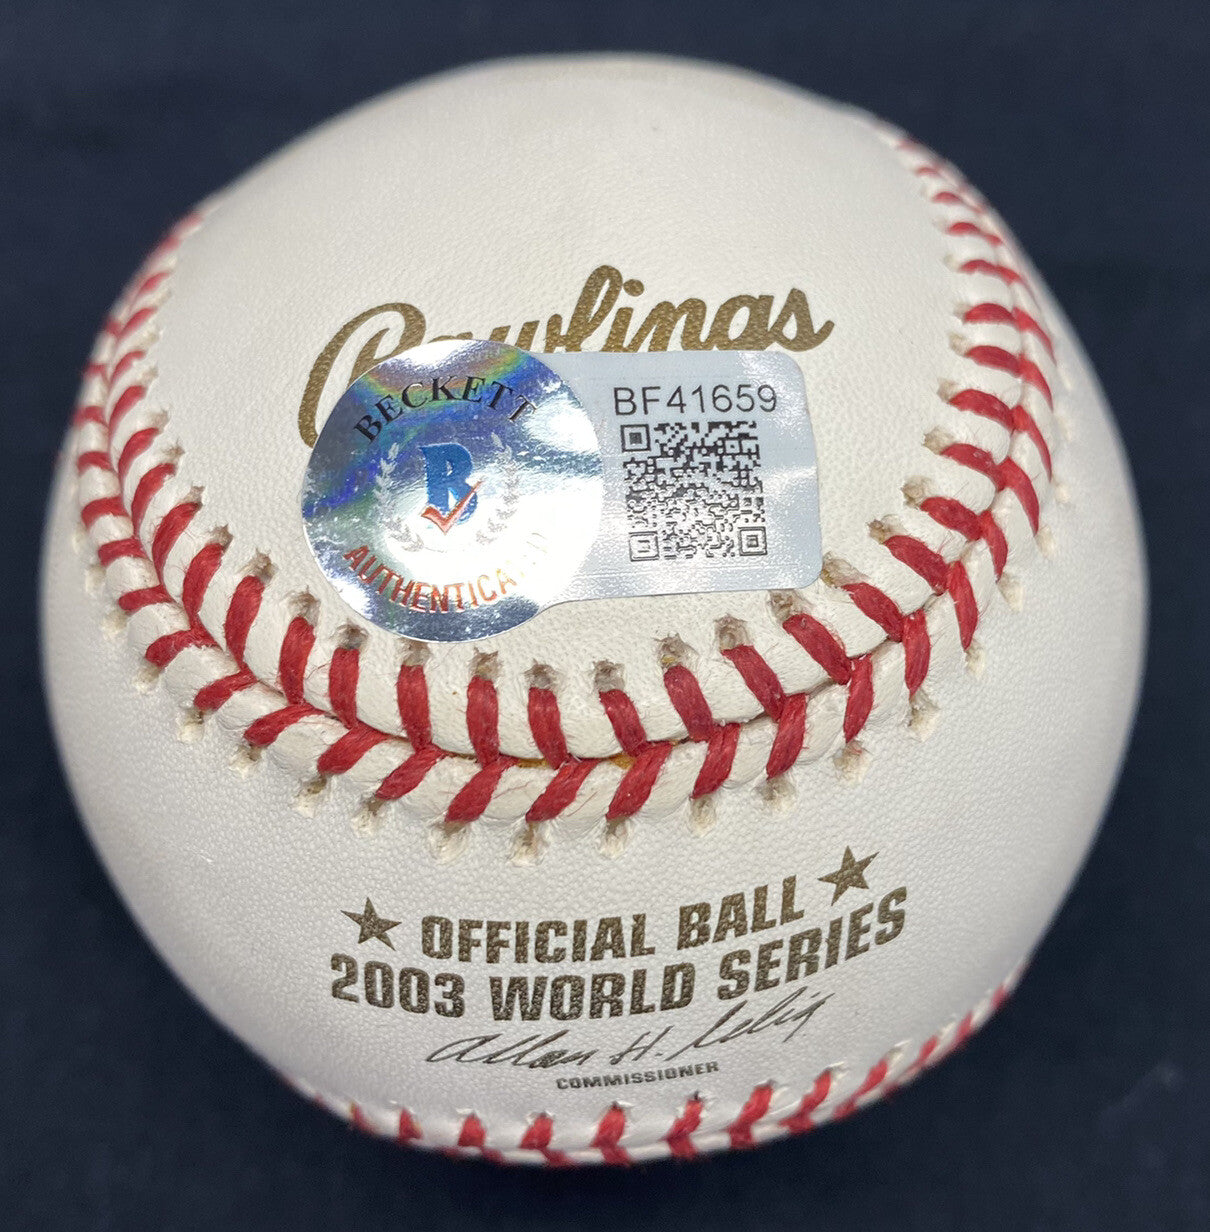 Rawlings
BF41659
BECKETT
B
AUTHENTICATED
OFFICIAL BALL
2003 WORLD SERIES
Allan H. Selig
COMMISSIONER